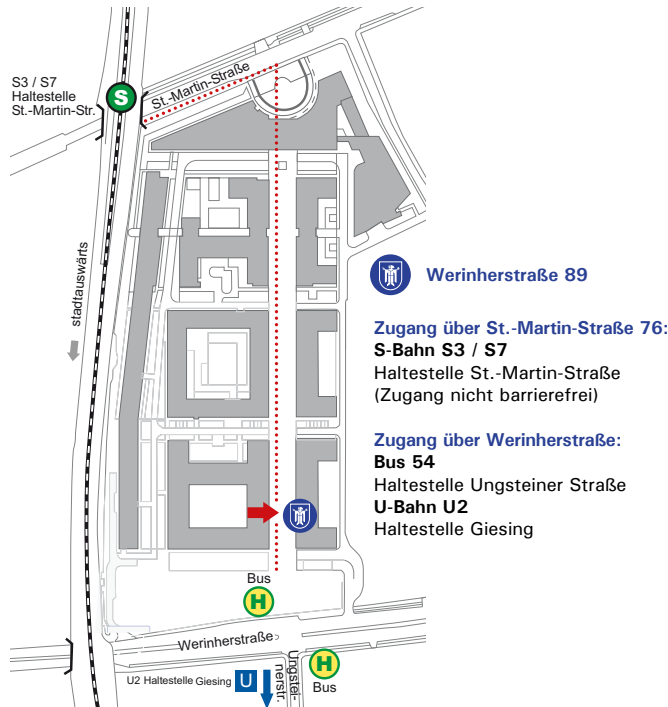 S3 / S7
Haltestelle
St.-Martin-Str.
S
St.-Martin-Straße
stadtauswärts
Werinherstraße 89
Zugang über St.-Martin-Straße 76:
S-Bahn S3 / S7
Haltestelle St.-Martin-Straße
(Zugang nicht barrierefrei)
Zugang über Werinherstraße:
Bus 54
Haltestelle Ungsteiner Straße
U-Bahn U2
Haltestelle Giesing
Bus
H
Werinherstraße
U2 Haltestelle Giesing
U
Ungstei-
nerstr.
H
Bus